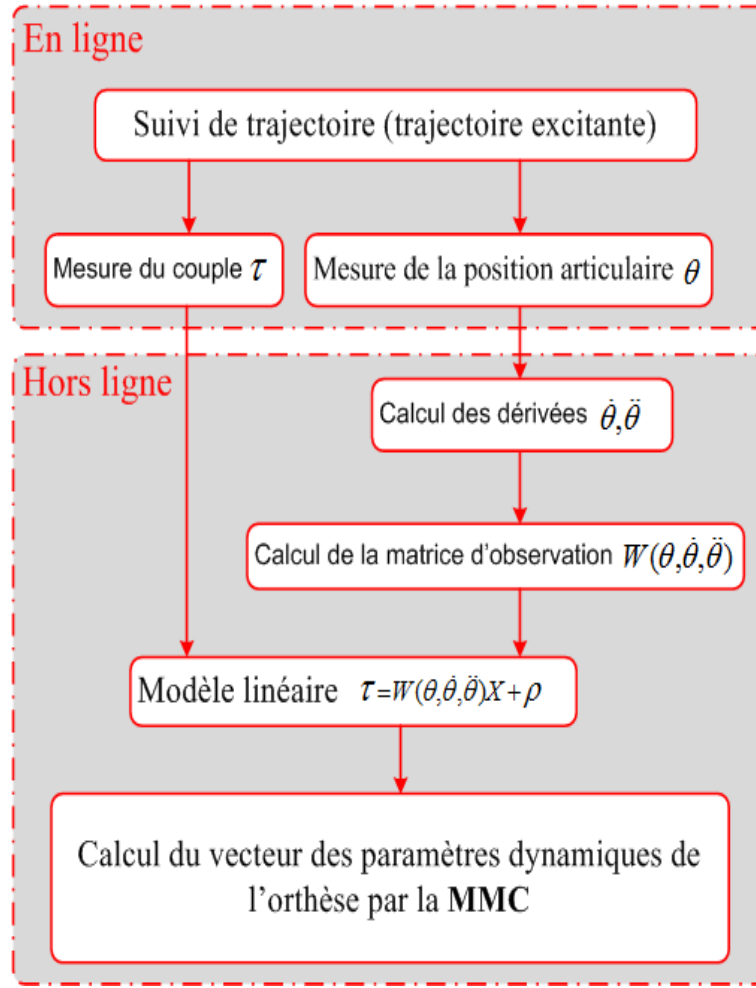 En ligne
Suivi de trajectoire (trajectoire excitante)
Mesure du couple τ
Mesure de la position articulaire θ
Hors ligne
Calcul des dérivées θ̇,θ̈
Calcul de la matrice d’observation W(θ,θ̇,θ̈)
Modèle linéaire τ=W(θ,θ̇,θ̈)X+ρ
Calcul du vecteur des paramètres dynamiques de
l’orthèse par la MMC